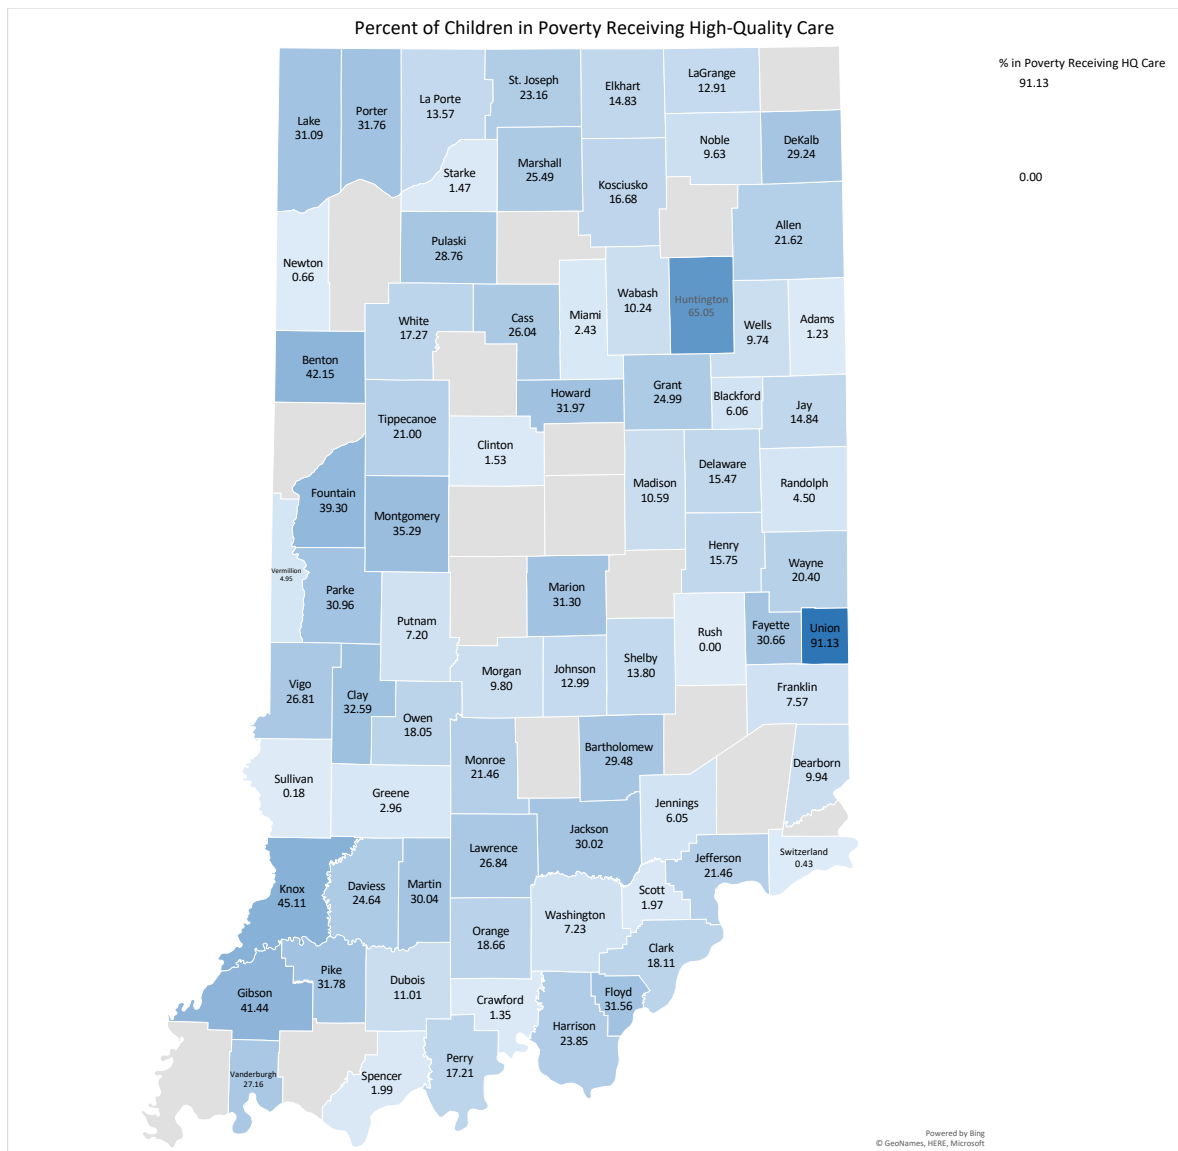 Percent of Children in Poverty Receiving High-Quality Care
% in Poverty Receiving HQ Care
91.13
0.00
Lake
31.09
Porter
31.76
La Porte
13.57
St. Joseph
23.16
Elkhart
14.83
LaGrange
12.91
Noble
9.63
DeKalb
29.24
Starke
1.47
Marshall
25.49
Kosciusko
16.68
Allen
21.62
Newton
0.66
Pulaski
28.76
White
17.27
Cass
26.04
Miami
2.43
Wabash
10.24
Huntington
65.05
Wells
9.74
Adams
1.23
Benton
42.15
Howard
31.97
Grant
24.99
Blackford
6.06
Jay
14.84
Tippecanoe
21.00
Clinton
1.53
Madison
10.59
Delaware
15.47
Randolph
4.50
Fountain
39.30
Montgomery
35.29
Henry
15.75
Wayne
20.40
Vermillion
4.95
Parke
30.96
Putnam
7.20
Marion
31.30
Rush
0.00
Fayette
30.66
Union
91.13
Vigo
26.81
Clay
32.59
Owen
18.05
Morgan
9.80
Johnson
12.99
Shelby
13.80
Franklin
7.57
Sullivan
0.18
Greene
2.96
Monroe
21.46
Bartholomew
29.48
Dearborn
9.94
Jennings
6.05
Jackson
30.02
Lawrence
26.84
Jefferson
21.46
Switzerland
0.43
Knox
45.11
Daviess
24.64
Martin
30.04
Scott
1.97
Washington
7.23
Orange
18.66
Clark
18.11
Gibson
41.44
Pike
31.78
Dubois
11.01
Crawford
1.35
Floyd
31.56
Harrison
23.85
Vanderburgh
27.16
Spencer
1.99
Perry
17.21
Powered by Bing
© GeoNames, HERE, Microsoft